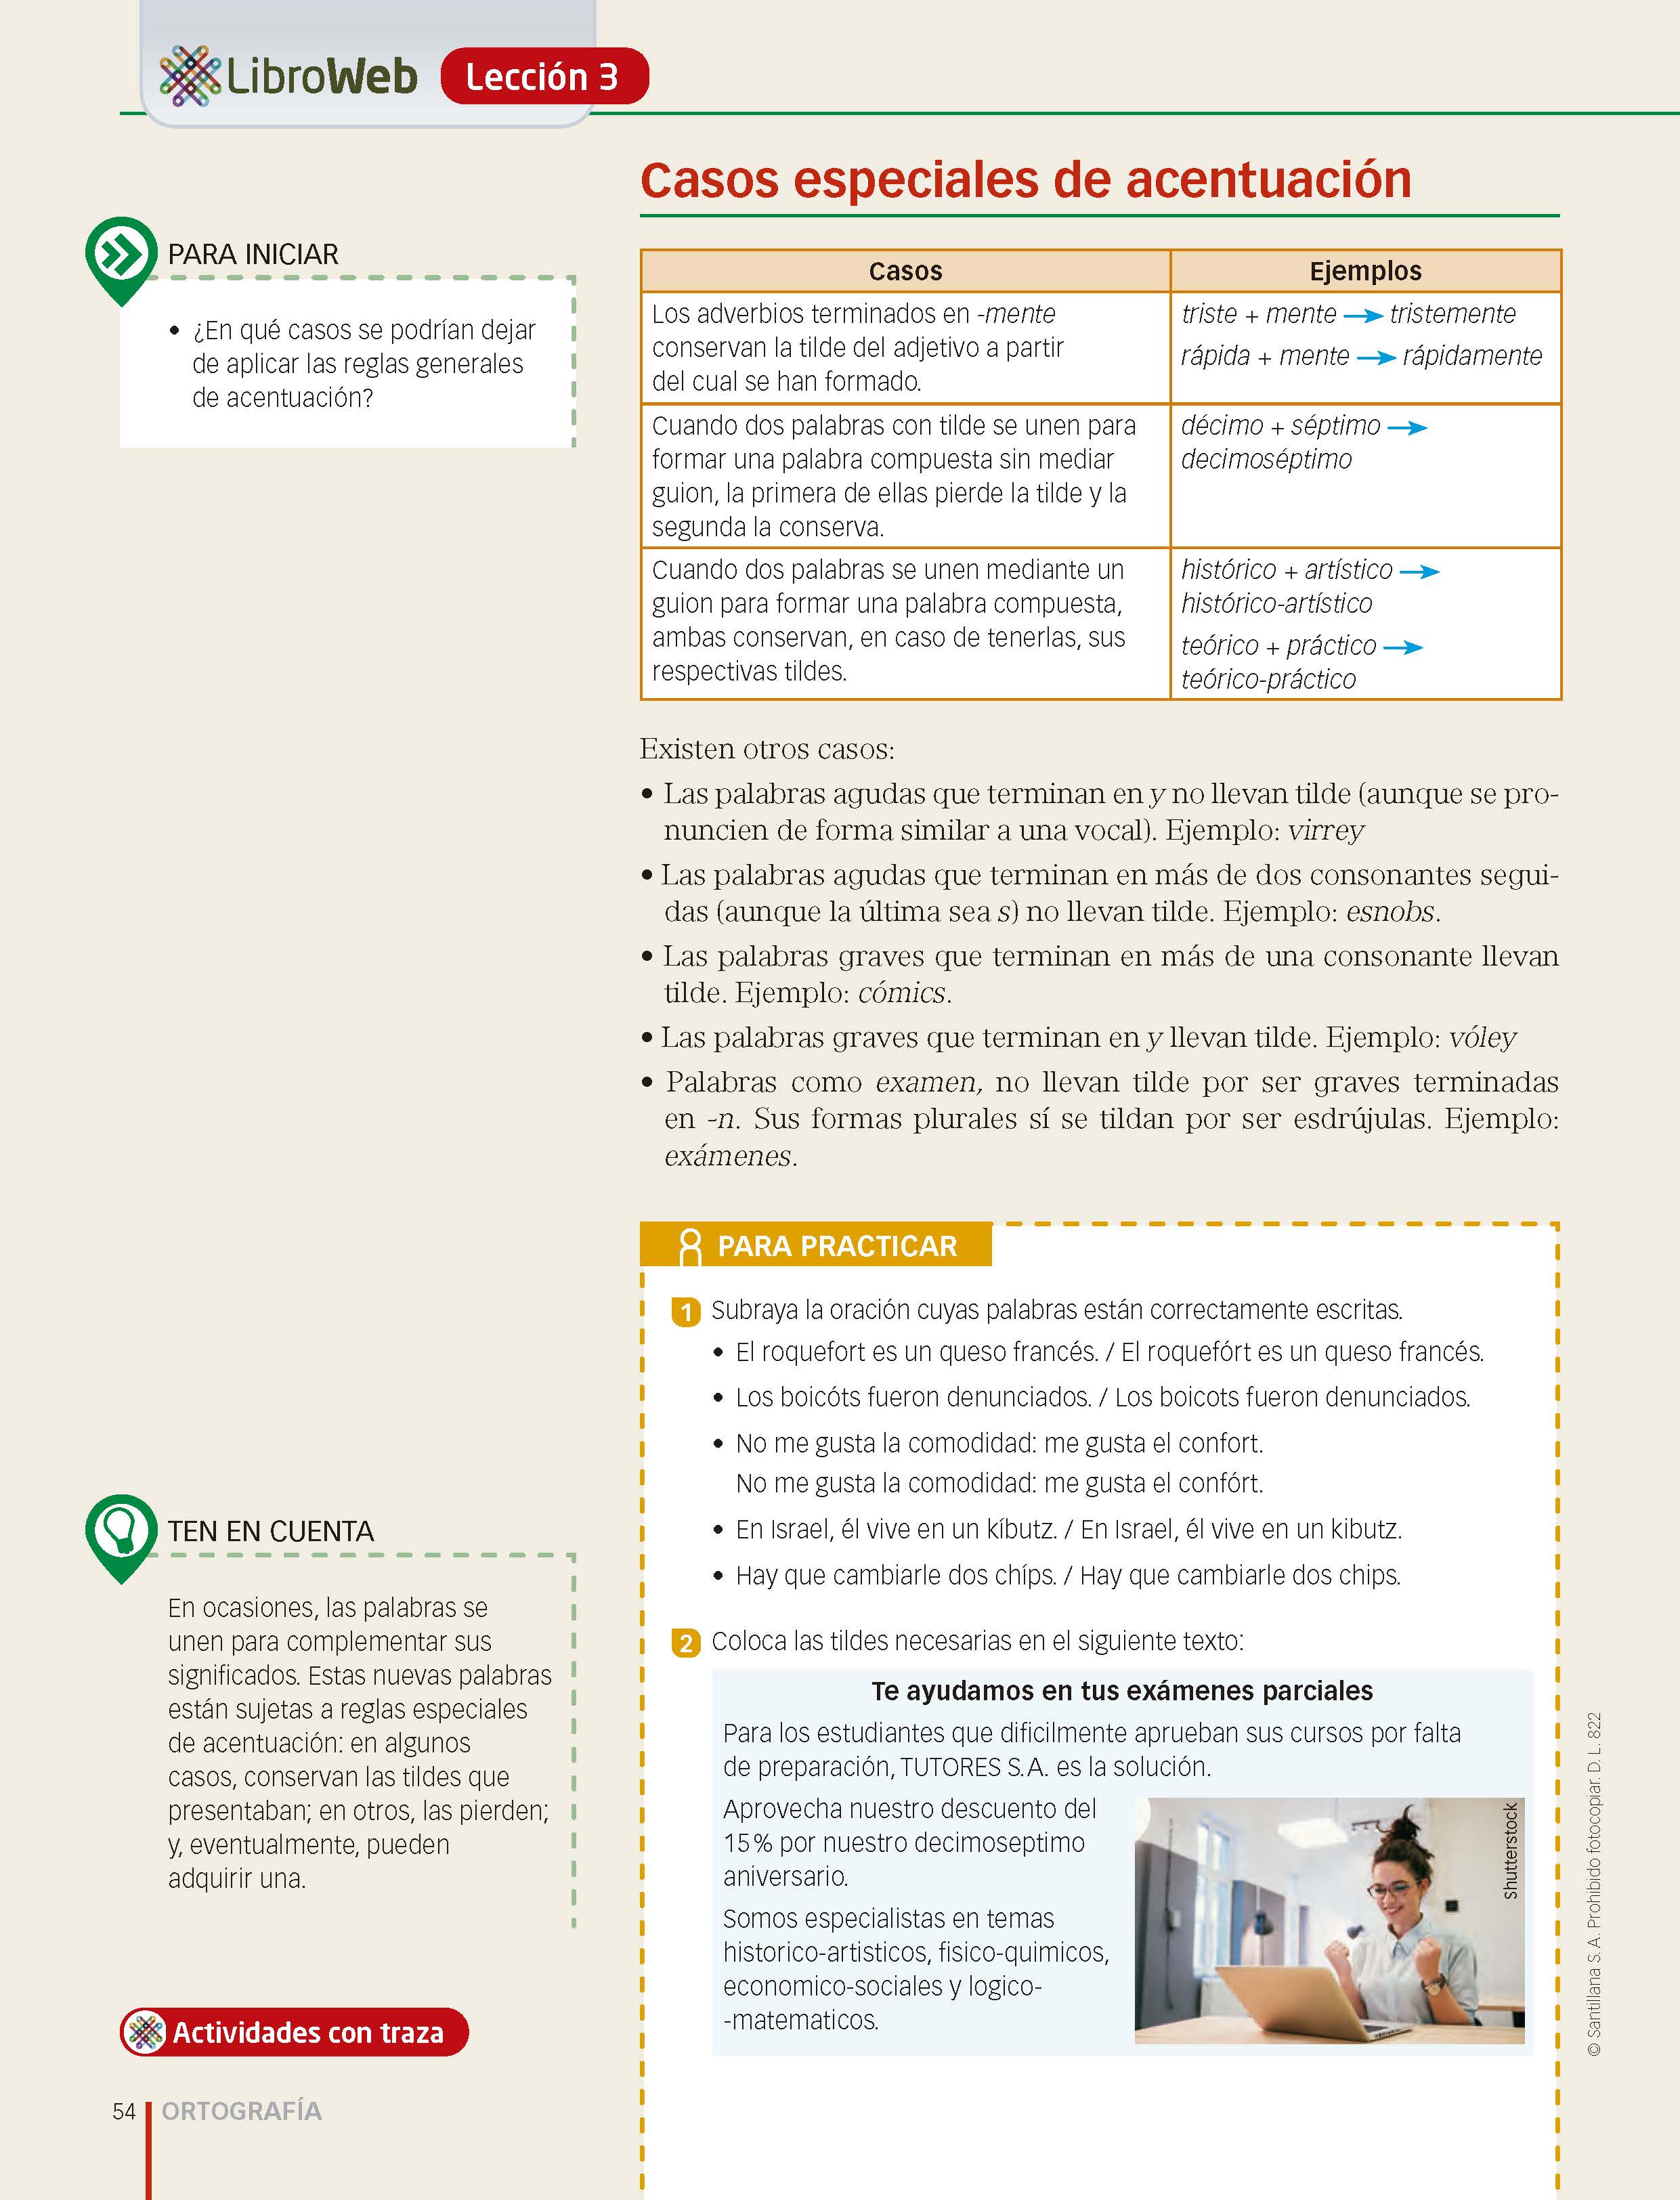 LibroWeb Lección 3
Casos especiales de acentuación
PARA INICIAR
• ¿En qué casos se podrían dejar
de aplicar las reglas generales
de acentuación?
Casos Ejemplos
Los adverbios terminados en -mente
conservan la tilde del adjetivo a partir
del cual se han formado.
triste + mente → tristemente
rápida + mente → rápidamente
Cuando dos palabras con tilde se unen para
formar una palabra compuesta sin mediar
guion, la primera de ellas pierde la tilde y la
segunda la conserva.
décimo + séptimo →
decimoséptimo
Cuando dos palabras se unen mediante un
guion para formar una palabra compuesta,
ambas conservan, en caso de tenerlas, sus
respectivas tildes.
histórico + artístico →
histórico-artístico
teórico + práctico →
teórico-práctico
Existen otros casos:
• Las palabras agudas que terminan en y no llevan tilde (aunque se pro-
nuncien de forma similar a una vocal). Ejemplo: virrey
• Las palabras agudas que terminan en más de dos consonantes segui-
das (aunque la última sea s) no llevan tilde. Ejemplo: esnobs.
• Las palabras graves que terminan en más de una consonante llevan
tilde. Ejemplo: cómics.
• Las palabras graves que terminan en y llevan tilde. Ejemplo: vóley
• Palabras como examen, no llevan tilde por ser graves terminadas
en -n. Sus formas plurales sí se tildan por ser esdrújulas. Ejemplo:
exámenes.
PARA PRACTICAR
1 Subraya la oración cuyas palabras están correctamente escritas.
• El roquefort es un queso francés. / El roquefórt es un queso francés.
• Los boicóts fueron denunciados. / Los boicots fueron denunciados.
• No me gusta la comodidad: me gusta el confort.
No me gusta la comodidad: me gusta el confórt.
• En Israel, él vive en un kíbutz. / En Israel, él vive en un kibutz.
• Hay que cambiarle dos chíps. / Hay que cambiarle dos chips.
2 Coloca las tildes necesarias en el siguiente texto:
Te ayudamos en tus exámenes parciales
Para los estudiantes que dificilmente aprueban sus cursos por falta
de preparación, TUTORES S. A. es la solución.
Aprovecha nuestro descuento del
15 % por nuestro decimoseptimo
aniversario.
Somos especialistas en temas
historico-artisticos, fisico-quimicos,
economico-sociales y logico-
-matematicos.
Shutterstock
TEN EN CUENTA
En ocasiones, las palabras se
unen para complementar sus
significados. Estas nuevas palabras
están sujetas a reglas especiales
de acentuación: en algunos
casos, conservan las tildes que
presentaban; en otros, las pierden;
y, eventualmente, pueden
adquirir una.
Actividades con traza
54 ORTOGRAFÍA
© Santillana S. A. Prohibido fotocopiar. D. L. 822